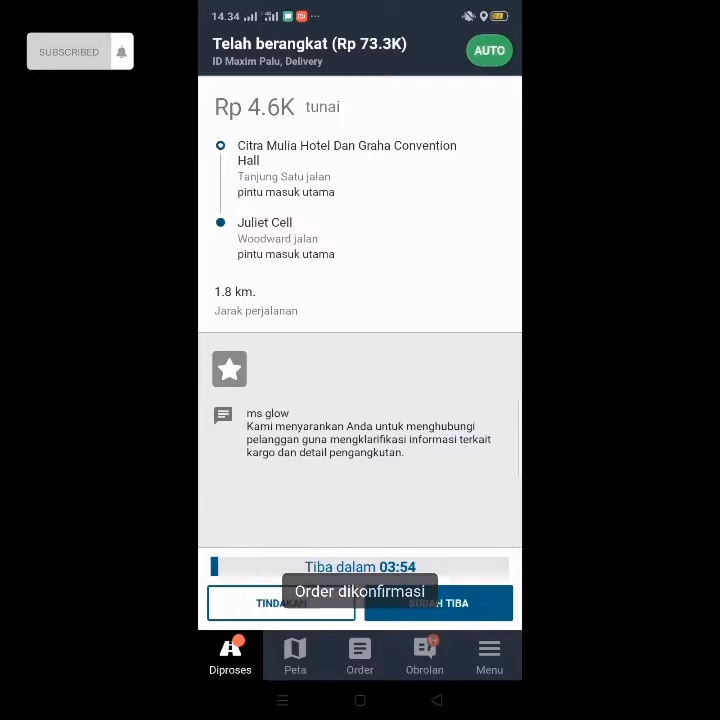 SUBSCRIBED
14.34
Telah berangkat (Rp 73.3K)
ID Maxim Palu, Delivery
AUTO
Rp 4.6K tunai
Citra Mulia Hotel Dan Graha Convention
Hall
Tanjung Satu jalan
pintu masuk utama
Juliet Cell
Woodward jalan
pintu masuk utama
1.8 km.
Jarak perjalanan
ms glow
Kami menyarankan Anda untuk menghubungi
pelanggan guna mengklarifikasi informasi terkait
kargo dan detail pengangkutan.
Tiba dalam 03:54
Order dikonfirmasi
TINDAKAN
SUDAH TIBA
Diproses
Peta
Order
Obrolan
Menu